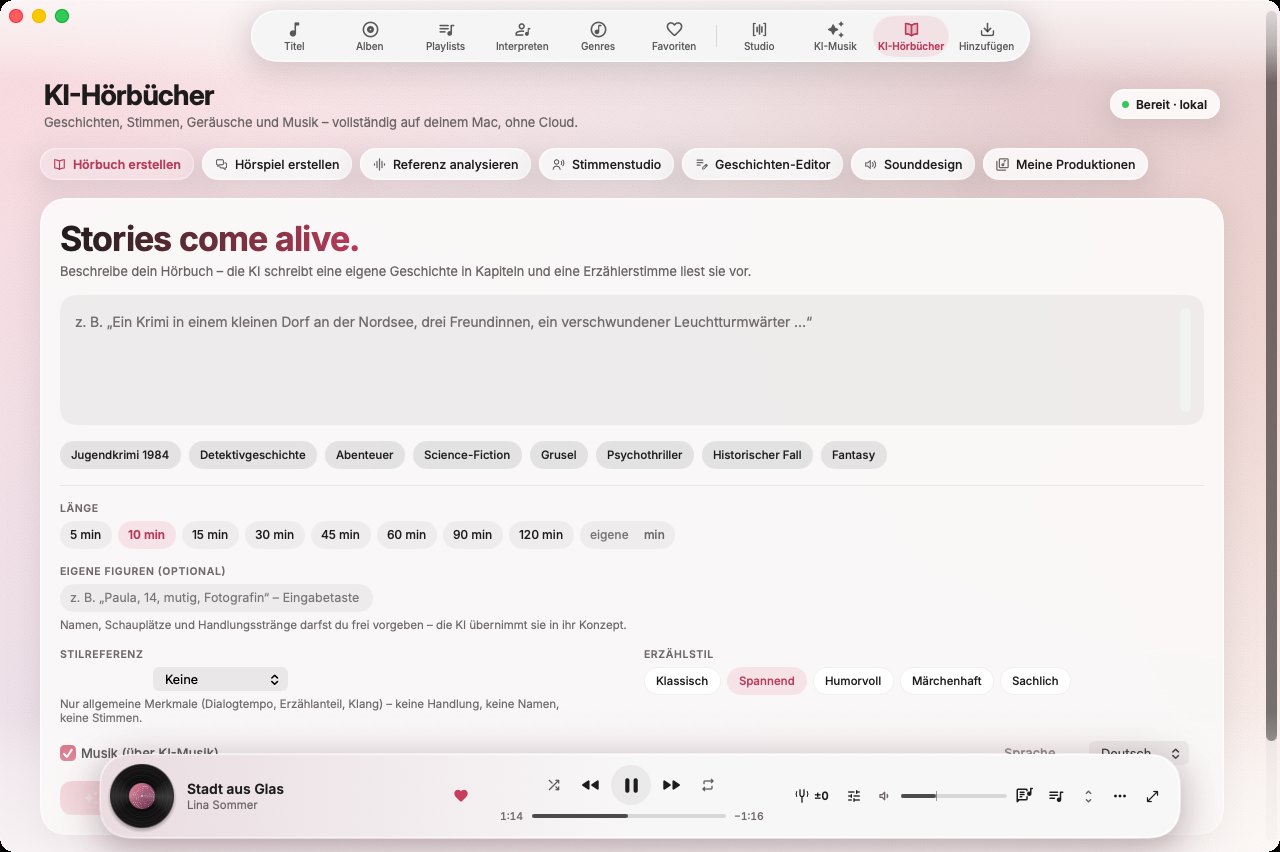 Titel Alben Playlists Interpreten Genres Favoriten Studio KI-Musik KI-Hörbücher Hinzufügen
KI-Hörbücher
Geschichten, Stimmen, Geräusche und Musik – vollständig auf deinem Mac, ohne Cloud.
Bereit · lokal
Hörbuch erstellen Hörspiel erstellen Referenz analysieren Stimmenstudio Geschichten-Editor Sounddesign Meine Produktionen
Stories come alive.
Beschreibe dein Hörbuch – die KI schreibt eine eigene Geschichte in Kapiteln und eine Erzählerstimme liest sie vor.
z. B. „Ein Krimi in einem kleinen Dorf an der Nordsee, drei Freundinnen, ein verschwundener Leuchtturmwärter …“
Jugendkrimi 1984 Detektivgeschichte Abenteuer Science-Fiction Grusel Psychothriller Historischer Fall Fantasy
LÄNGE
5 min 10 min 15 min 30 min 45 min 60 min 90 min 120 min eigene min
EIGENE FIGUREN (OPTIONAL)
z. B. „Paula, 14, mutig, Fotografin“ – Eingabetaste
Namen, Schauplätze und Handlungsstränge darfst du frei vorgeben – die KI übernimmt sie in ihr Konzept.
STILREFERENZ
Keine
Nur allgemeine Merkmale (Dialogtempo, Erzählanteil, Klang) – keine Handlung, keine Namen,
keine Stimmen.
ERZÄHLSTIL
Klassisch Spannend Humorvoll Märchenhaft Sachlich
Musik (über KI-Musik)
Sprache Deutsch
Stadt aus Glas
Lina Sommer
1:14 −1:16
±0